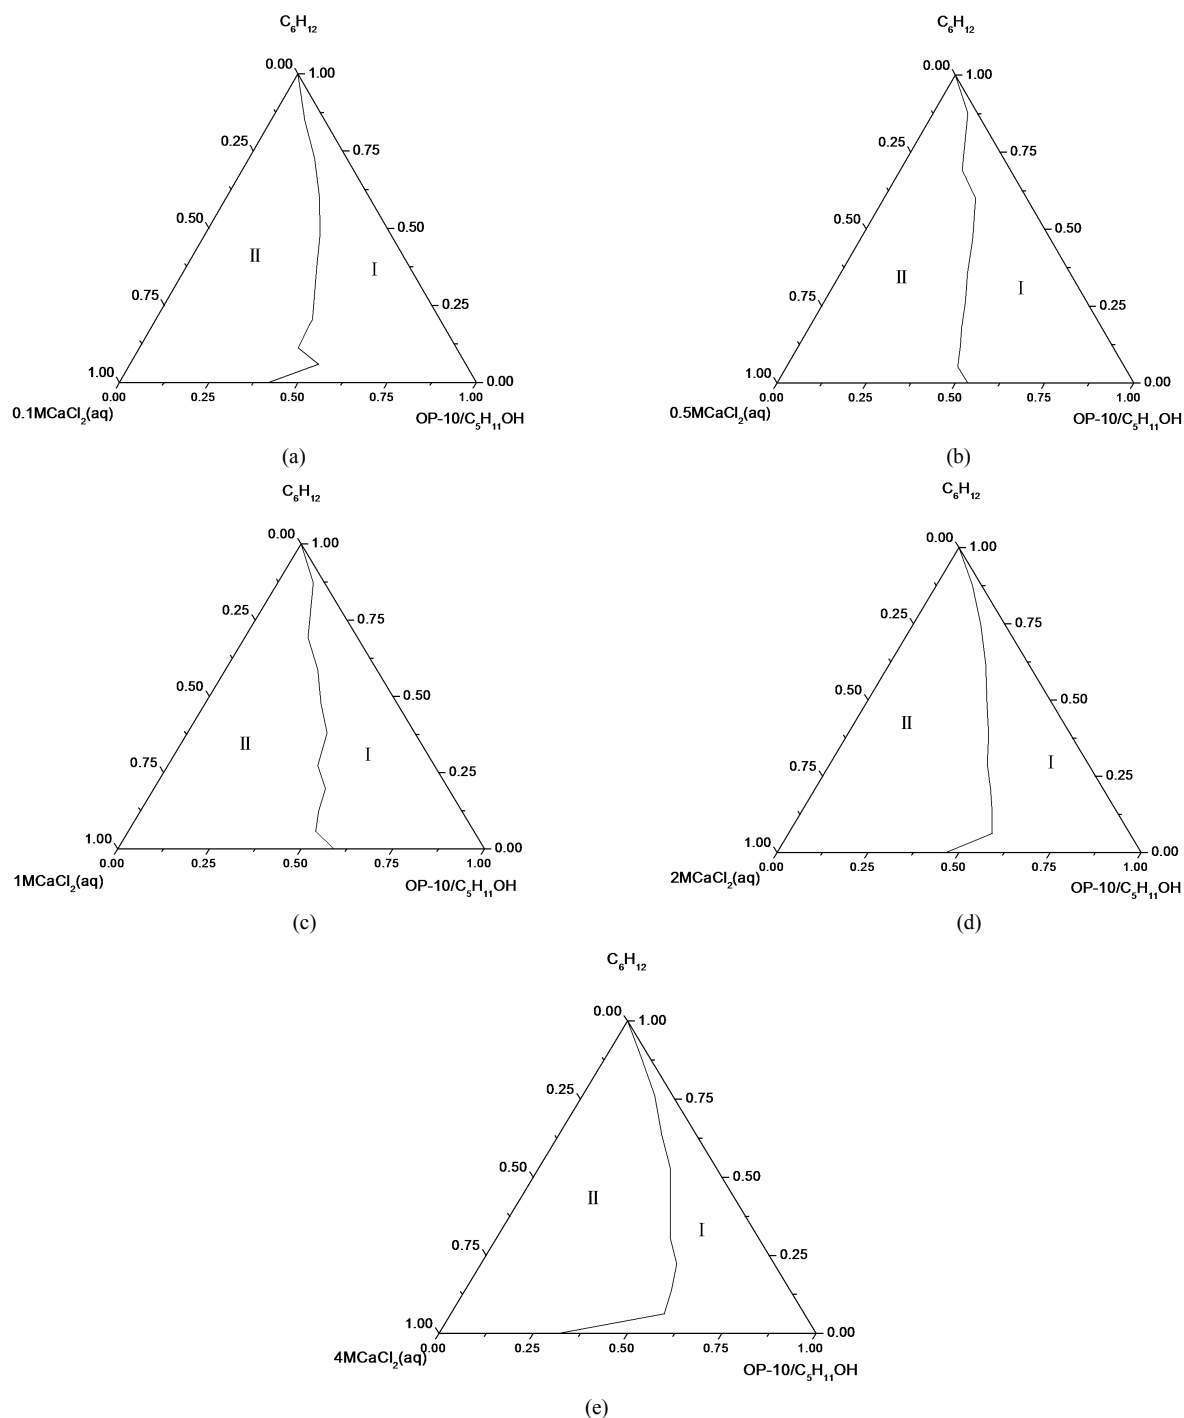 C₆H₁₂
0.00 1.00
0.25 0.75
0.50 0.50
II I
0.75 0.25
1.00 0.00
0.00 0.25 0.50 0.75 1.00
0.1MCaCl₂(aq) OP-10/C₅H₁₁OH
(a)
C₆H₁₂
0.00 1.00
0.25 0.75
0.50 0.50
II I
0.75 0.25
1.00 0.00
0.00 0.25 0.50 0.75 1.00
0.5MCaCl₂(aq) OP-10/C₅H₁₁OH
(b)
C₆H₁₂
0.00 1.00
0.25 0.75
0.50 0.50
II I
0.75 0.25
1.00 0.00
0.00 0.25 0.50 0.75 1.00
1MCaCl₂(aq) OP-10/C₅H₁₁OH
(c)
C₆H₁₂
0.00 1.00
0.25 0.75
0.50 0.50
II I
0.75 0.25
1.00 0.00
0.00 0.25 0.50 0.75 1.00
2MCaCl₂(aq) OP-10/C₅H₁₁OH
(d)
C₆H₁₂
0.00 1.00
0.25 0.75
0.50 0.50
II I
0.75 0.25
1.00 0.00
0.00 0.25 0.50 0.75 1.00
4MCaCl₂(aq) OP-10/C₅H₁₁OH
(e)